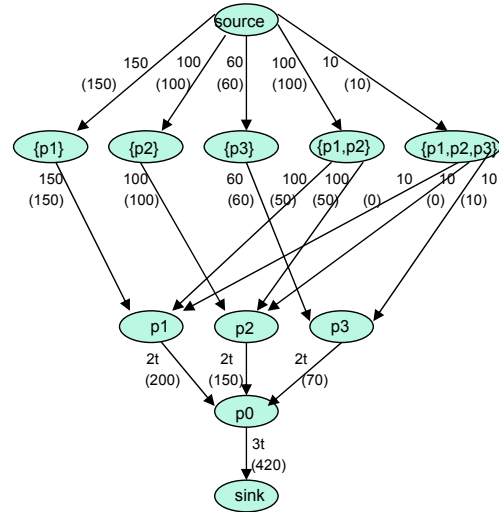 source
150 100 60 100 10
(150) (100) (60) (100) (10)
{p1} {p2} {p3} {p1,p2} {p1,p2,p3}
150 100 60 100 100 10 10 10
(150) (100) (60) (50) (50) (0) (0) (10)
p1 p2 p3
2t 2t 2t
(200) (150) (70)
p0
3t
(420)
sink